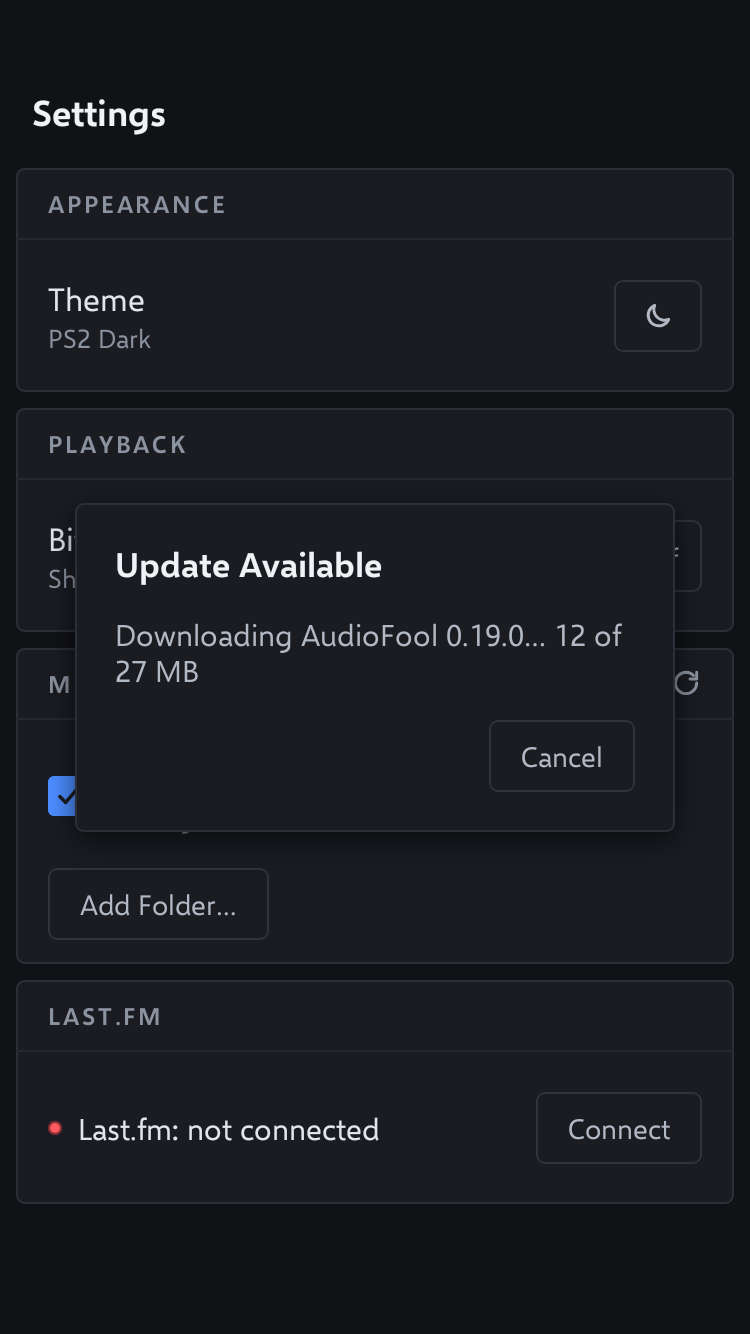 Settings
APPEARANCE
Theme
PS2 Dark
PLAYBACK
Update Available
Downloading AudioFool 0.19.0... 12 of
27 MB
Cancel
Add Folder...
LAST.FM
Last.fm: not connected
Connect